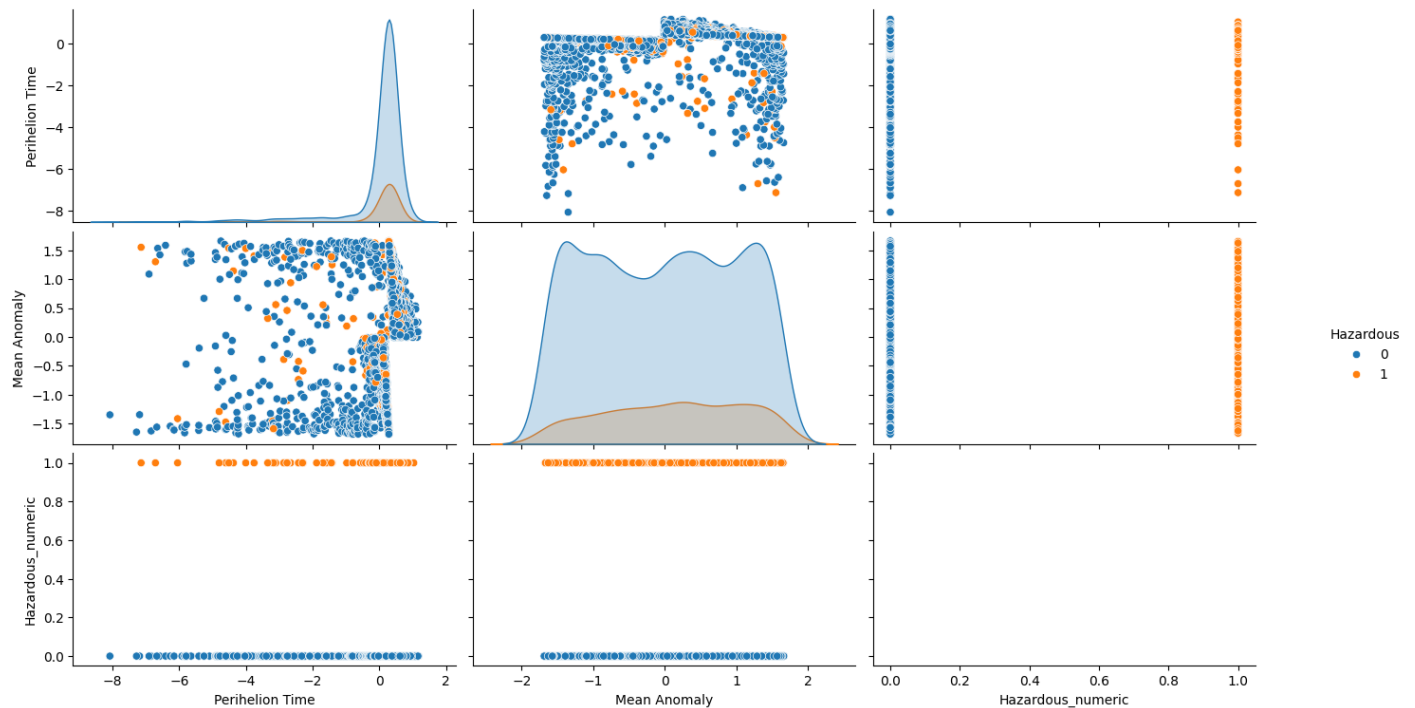 Perihelion Time
0
−2
−4
−6
−8
Mean Anomaly
1.5
1.0
0.5
0.0
−0.5
−1.0
−1.5
Hazardous
0
1
Hazardous_numeric
1.0
0.8
0.6
0.4
0.2
0.0
−8 −6 −4 −2 0 2
−2 −1 0 1 2
0.0 0.2 0.4 0.6 0.8 1.0
Perihelion Time
Mean Anomaly
Hazardous_numeric